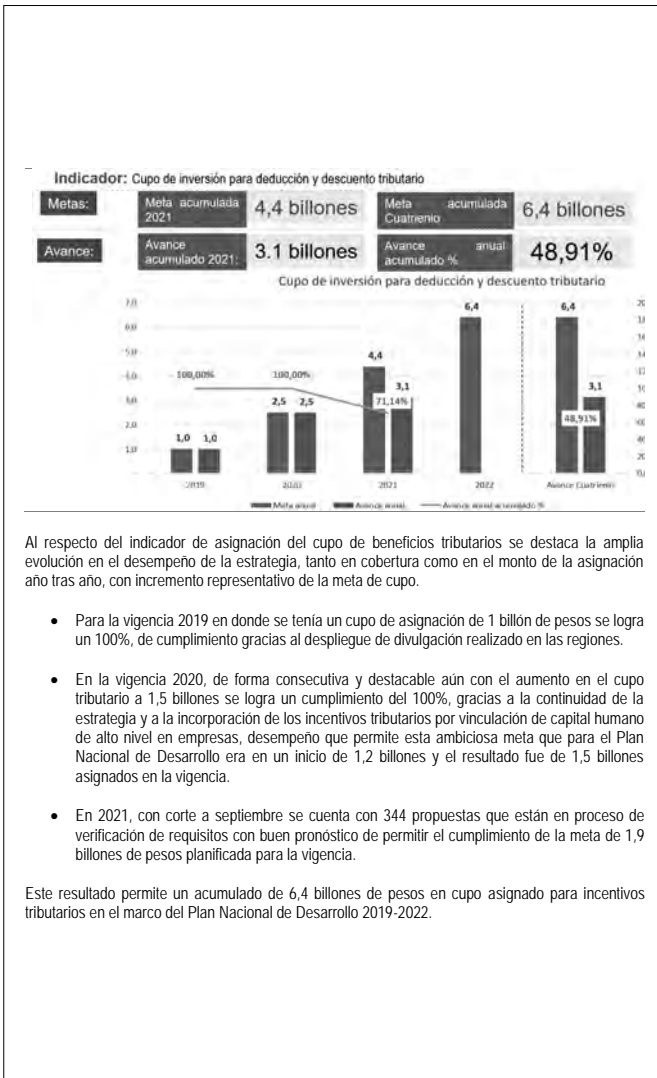 Indicador: Cupo de inversión para deducción y descuento tributario
Metas:
Meta acumulada 2021
4,4 billones
Meta acumulada Cuatrienio
6,4 billones
Avance:
Avance acumulado 2021:
3.1 billones
Avance anual acumulado %
48,91%
Cupo de inversión para deducción y descuento tributario
7,0
6,0
5,0
4,0
3,0
2,0
1,0
100,00%
100,00%
71,14%
48,91%
1,0 1,0
2,5 2,5
4,4
3,1
6,4
6,4
3,1
2019 2020 2021 2022 Avance Cuatrienio
Meta anual Avance anual Avance anual acumulado %
Al respecto del indicador de asignación del cupo de beneficios tributarios se destaca la amplia
evolución en el desempeño de la estrategia, tanto en cobertura como en el monto de la asignación
año tras año, con incremento representativo de la meta de cupo.
• Para la vigencia 2019 en donde se tenía un cupo de asignación de 1 billón de pesos se logra
un 100%, de cumplimiento gracias al despliegue de divulgación realizado en las regiones.
• En la vigencia 2020, de forma consecutiva y destacable aún con el aumento en el cupo
tributario a 1,5 billones se logra un cumplimiento del 100%, gracias a la continuidad de la
estrategia y a la incorporación de los incentivos tributarios por vinculación de capital humano
de alto nivel en empresas, desempeño que permite esta ambiciosa meta que para el Plan
Nacional de Desarrollo era en un inicio de 1,2 billones y el resultado fue de 1,5 billones
asignados en la vigencia.
• En 2021, con corte a septiembre se cuenta con 344 propuestas que están en proceso de
verificación de requisitos con buen pronóstico de permitir el cumplimiento de la meta de 1,9
billones de pesos planificada para la vigencia.
Este resultado permite un acumulado de 6,4 billones de pesos en cupo asignado para incentivos
tributarios en el marco del Plan Nacional de Desarrollo 2019-2022.